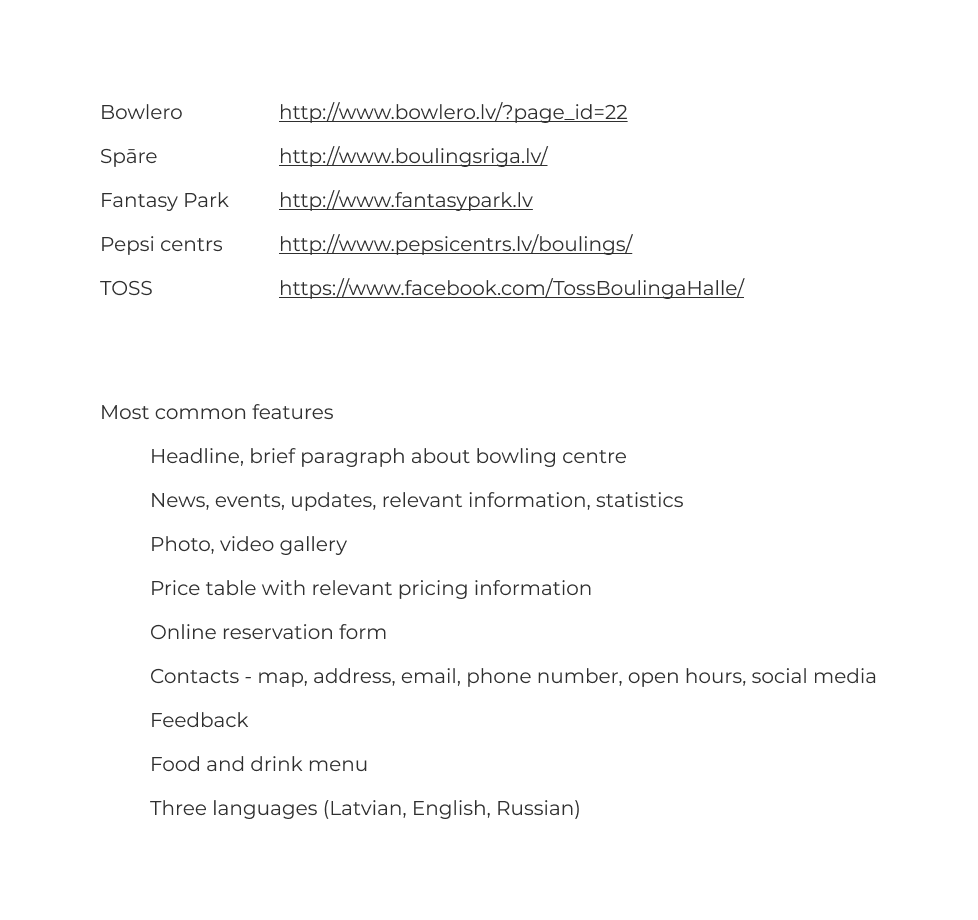 Bowlero http://www.bowlero.lv/?page_id=22
Spāre http://www.boulingsriga.lv/
Fantasy Park http://www.fantasypark.lv
Pepsi centrs http://www.pepsicentrs.lv/boulings/
TOSS https://www.facebook.com/TossBoulingaHalle/
Most common features
Headline, brief paragraph about bowling centre
News, events, updates, relevant information, statistics
Photo, video gallery
Price table with relevant pricing information
Online reservation form
Contacts - map, address, email, phone number, open hours, social media
Feedback
Food and drink menu
Three languages (Latvian, English, Russian)